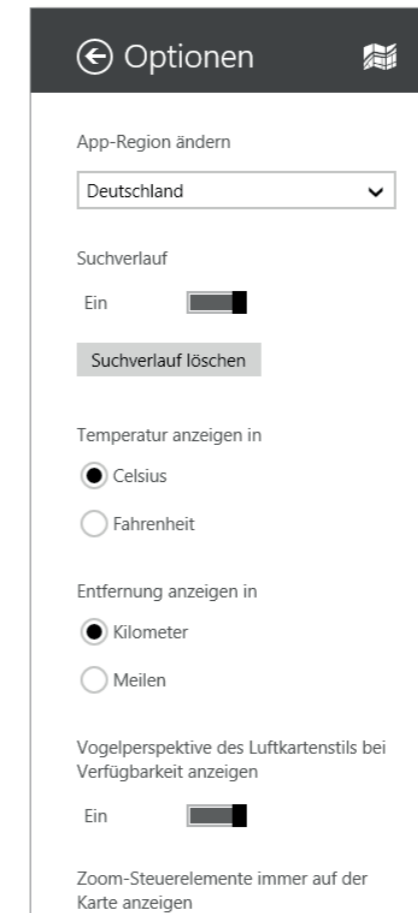 Optionen
App-Region ändern
Deutschland
Suchverlauf
Ein
Suchverlauf löschen
Temperatur anzeigen in
Celsius
Fahrenheit
Entfernung anzeigen in
Kilometer
Meilen
Vogelperspektive des Luftkartenstils bei
Verfügbarkeit anzeigen
Ein
Zoom-Steuerelemente immer auf der
Karte anzeigen